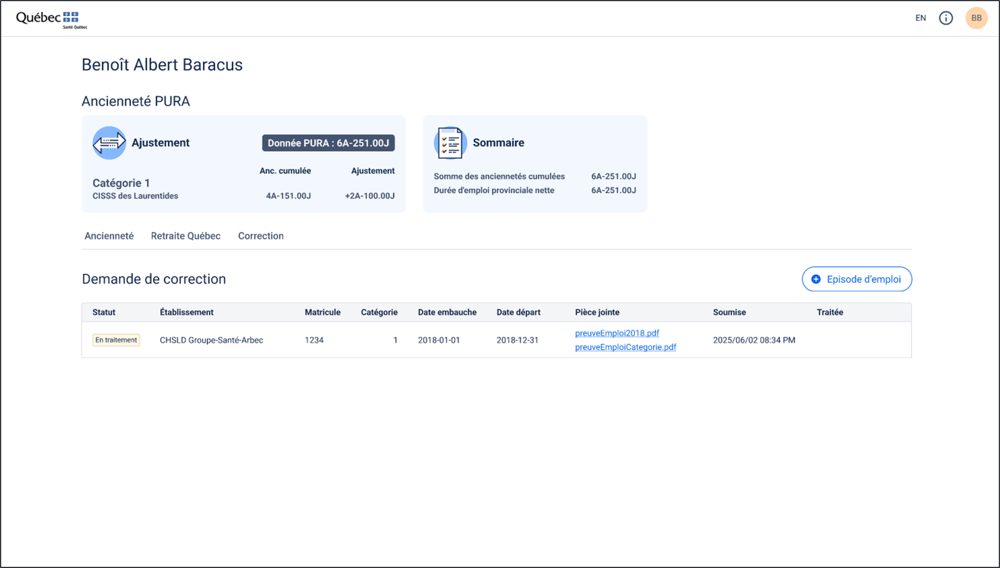 Québec
Santé Québec
EN
BB
Benoît Albert Baracus
Ancienneté PURA
Ajustement
Donnée PURA : 6A-251.00J
Anc. cumulée Ajustement
Catégorie 1
CISSS des Laurentides 4A-151.00J +2A-100.00J
Sommaire
Somme des anciennetés cumulées 6A-251.00J
Durée d'emploi provinciale nette 6A-251.00J
Ancienneté Retraite Québec Correction
Demande de correction
Episode d’emploi
Statut Établissement Matricule Catégorie Date embauche Date départ Pièce jointe Soumise Traitée
En traitement CHSLD Groupe-Santé-Arbec 1234 1 2018-01-01 2018-12-31 preuveEmploi2018.pdf 2025/06/02 08:34 PM
preuveEmploiCategorie.pdf